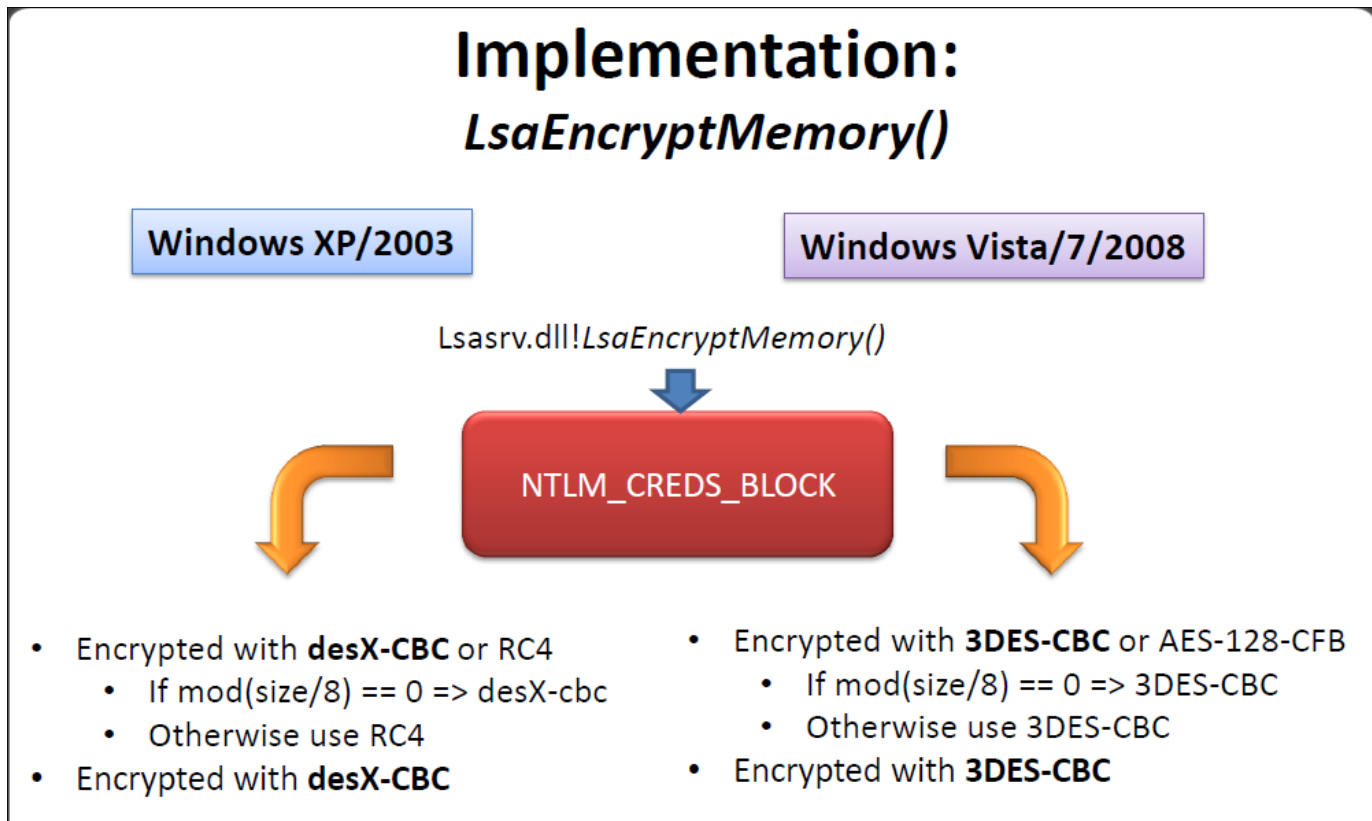 Implementation:
LsaEncryptMemory()
Windows XP/2003
Windows Vista/7/2008
Lsasrv.dll!LsaEncryptMemory()
NTLM_CREDS_BLOCK
• Encrypted with desX-CBC or RC4
• If mod(size/8) == 0 => desX-cbc
• Otherwise use RC4
• Encrypted with desX-CBC
• Encrypted with 3DES-CBC or AES-128-CFB
• If mod(size/8) == 0 => 3DES-CBC
• Otherwise use 3DES-CBC
• Encrypted with 3DES-CBC